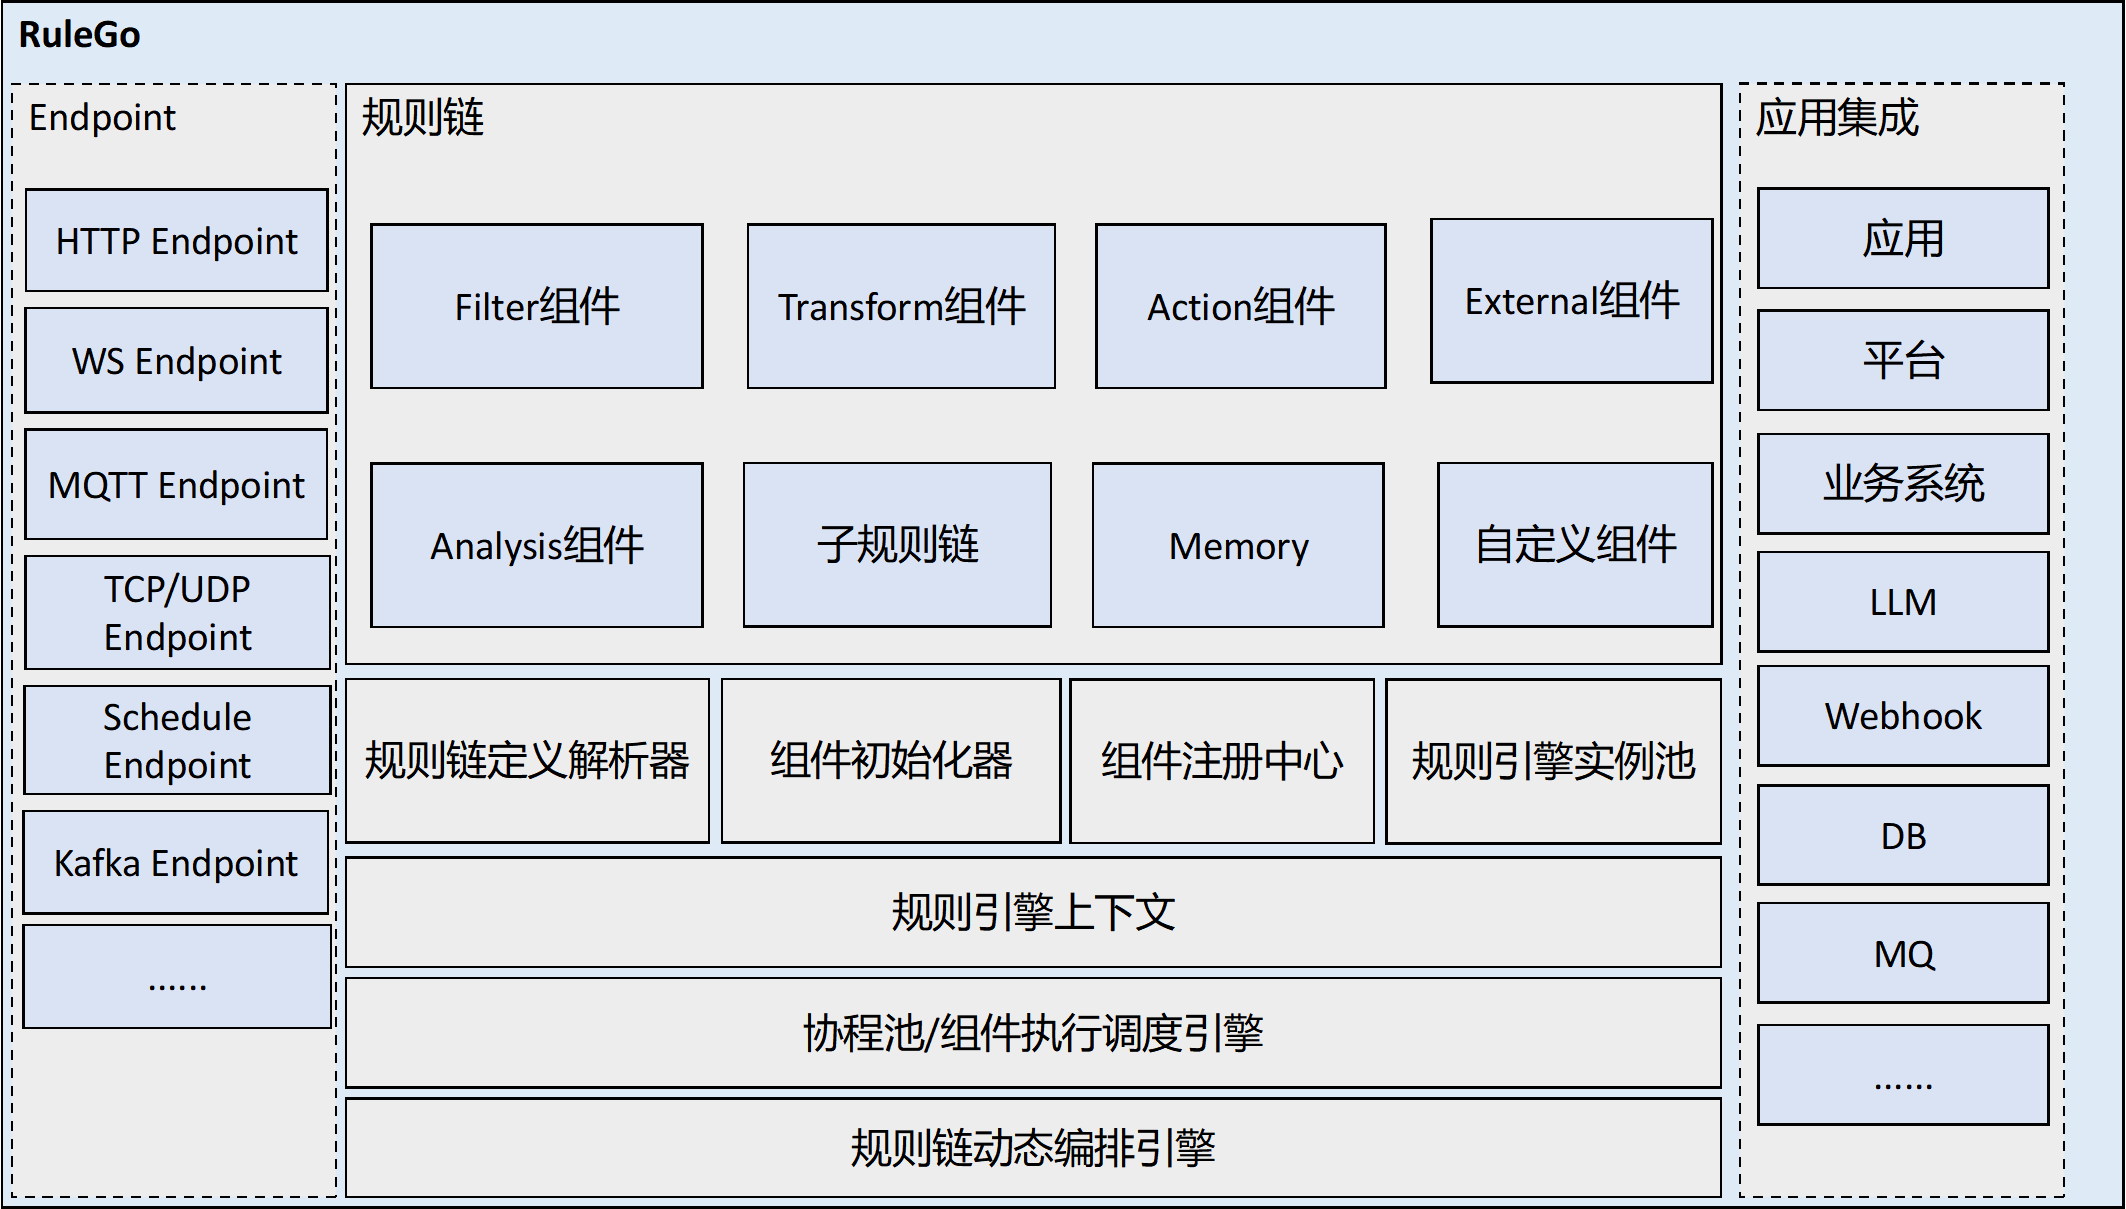 RuleGo
Endpoint
HTTP Endpoint
WS Endpoint
MQTT Endpoint
TCP/UDP
Endpoint
Schedule
Endpoint
Kafka Endpoint
......
规则链
Filter组件
Transform组件
Action组件
External组件
Analysis组件
子规则链
Memory
自定义组件
规则链定义解析器
组件初始化器
组件注册中心
规则引擎实例池
规则引擎上下文
协程池/组件执行调度引擎
规则链动态编排引擎
应用集成
应用
平台
业务系统
LLM
Webhook
DB
MQ
......